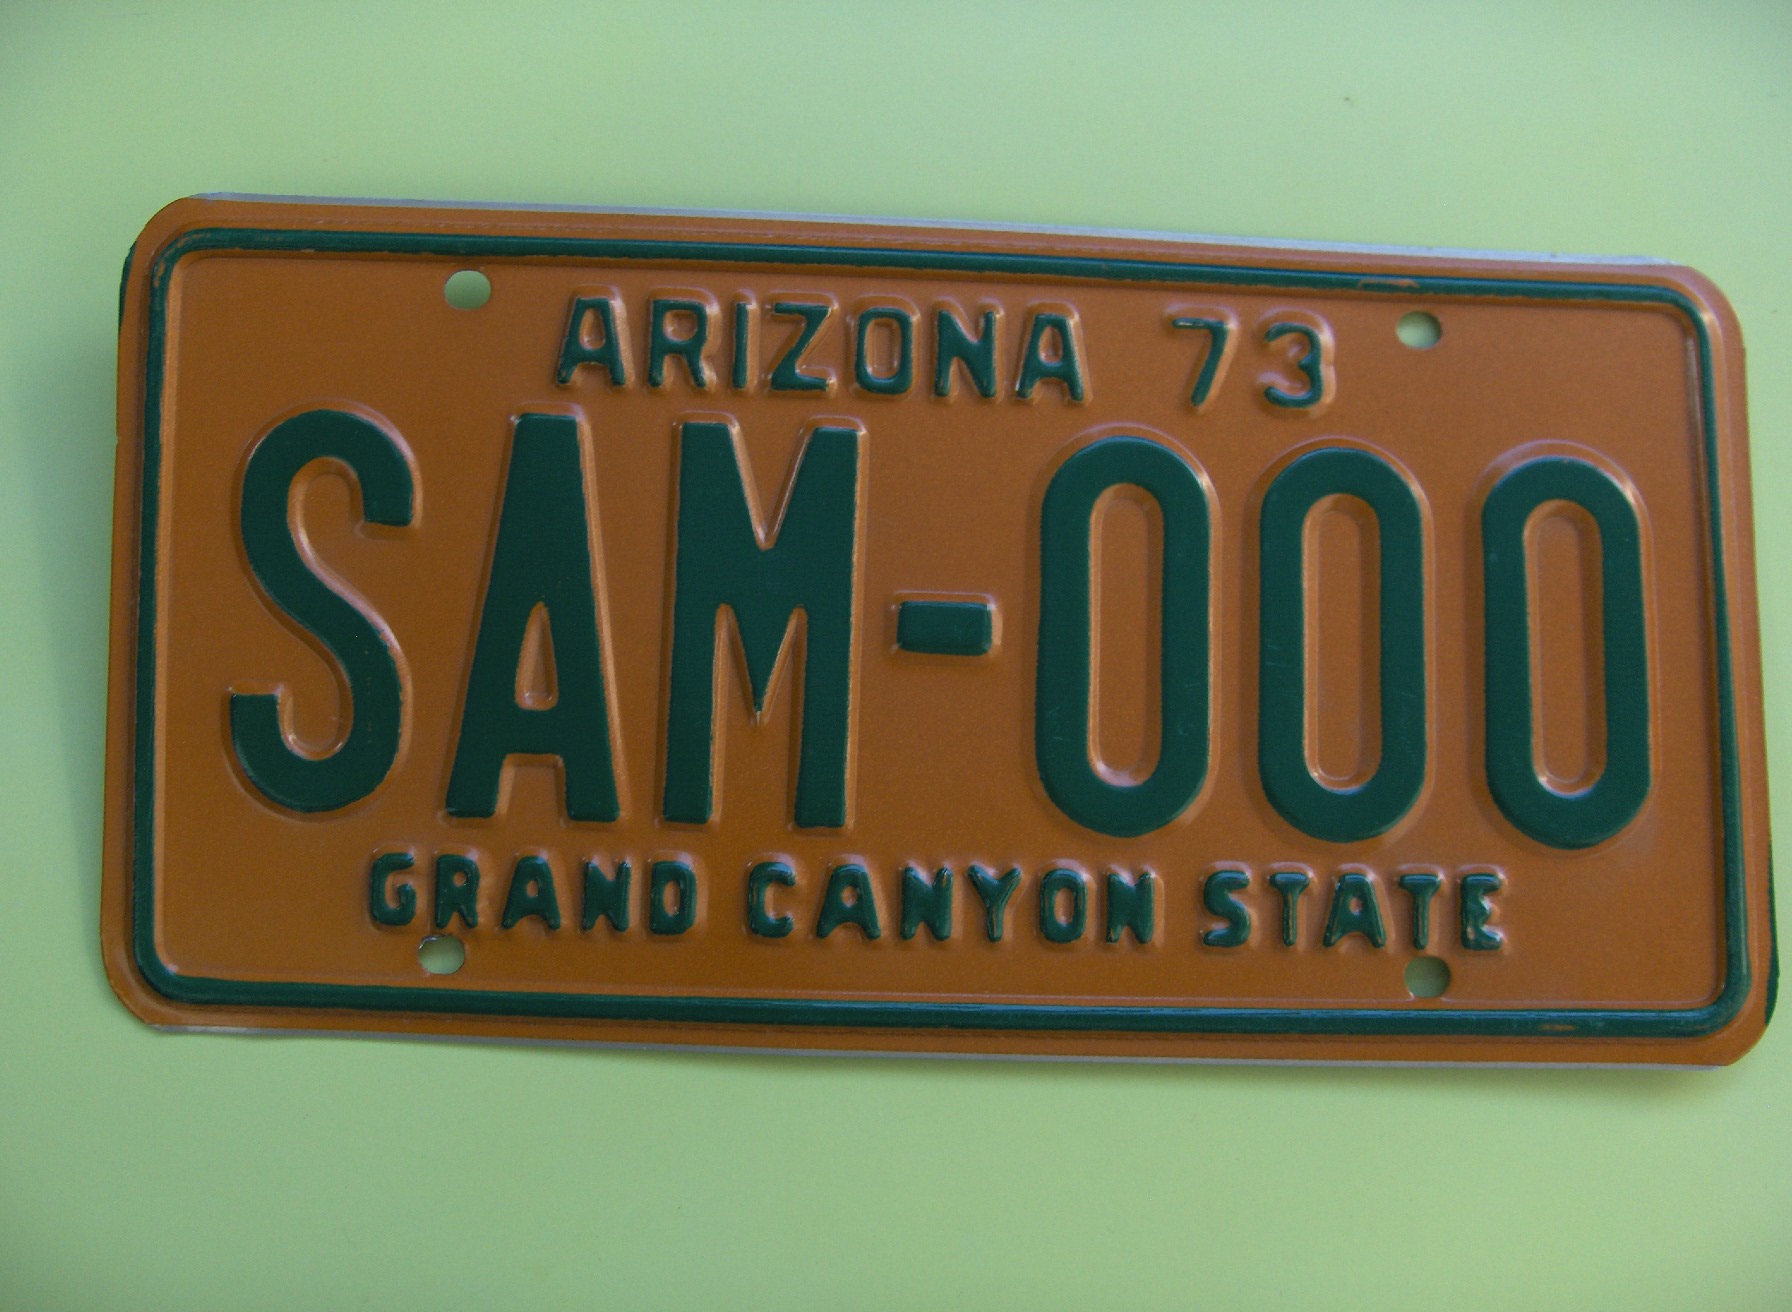 ARIZONA 73
SAM-000
GRAND CANYON STATE